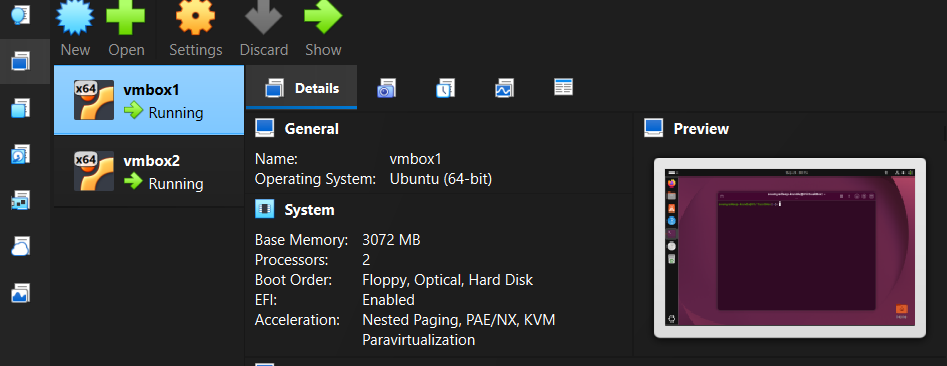 New Open Settings Discard Show
x64 vmbox1
Running
x64 vmbox2
Running
Details
General
Name: vmbox1
Operating System: Ubuntu (64-bit)
System
Base Memory: 3072 MB
Processors: 2
Boot Order: Floppy, Optical, Hard Disk
EFI: Enabled
Acceleration: Nested Paging, PAE/NX, KVM
Paravirtualization
Preview